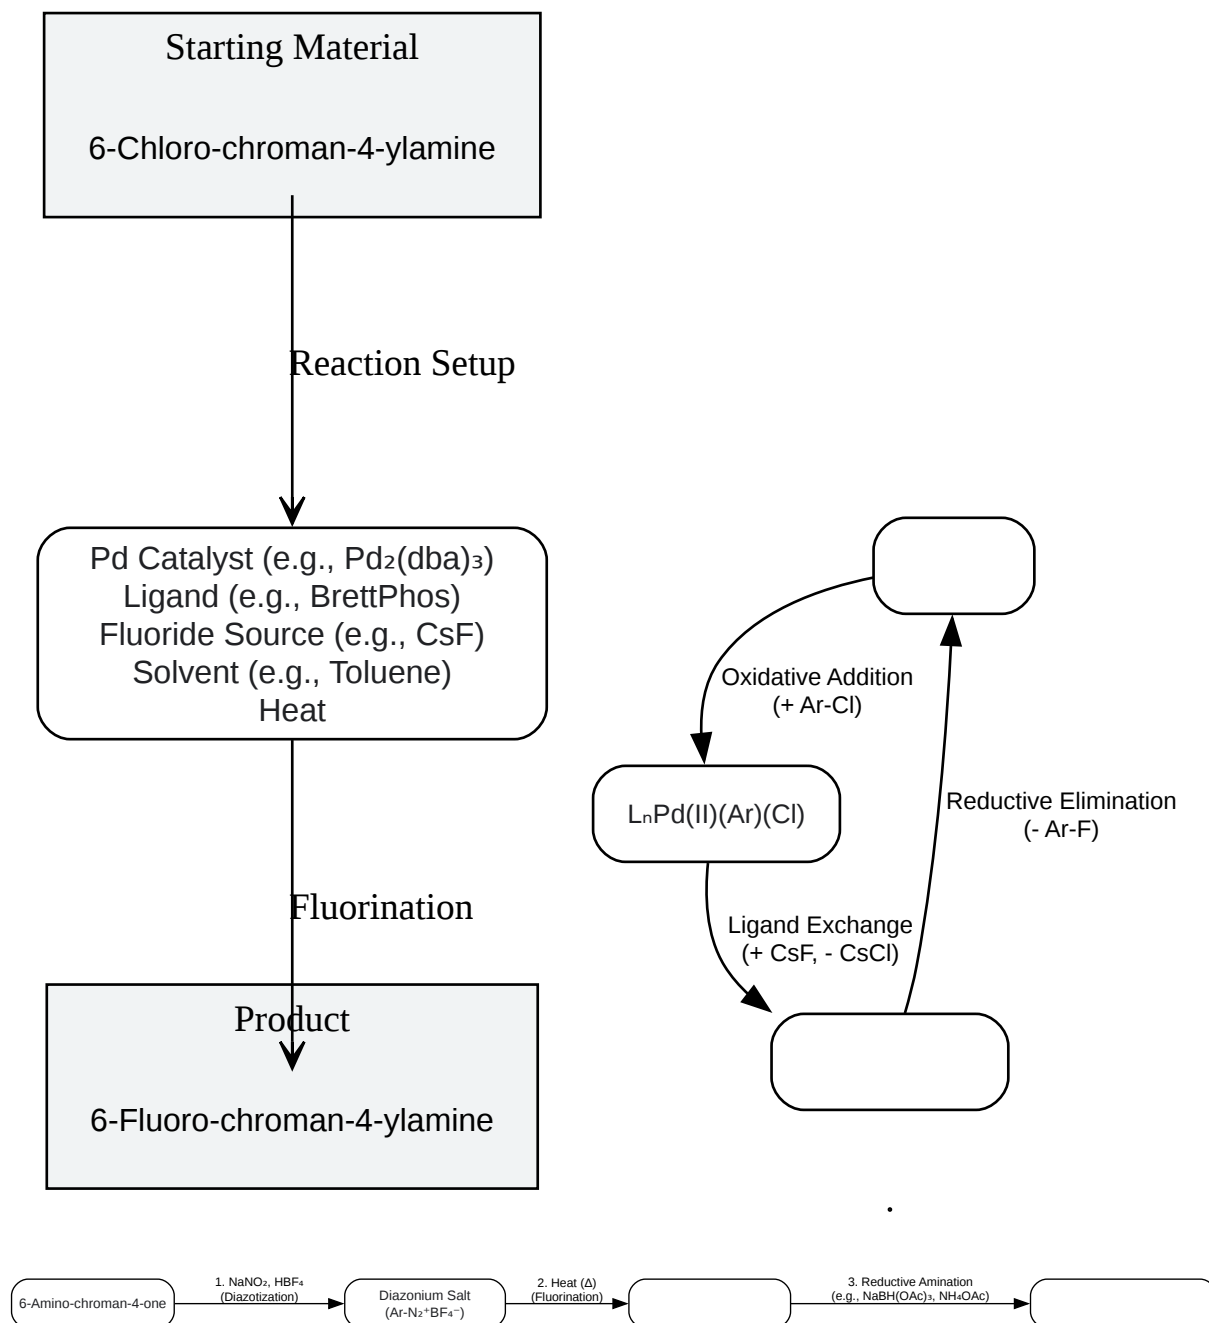 Starting Material
6-Chloro-chroman-4-ylamine
Reaction Setup
Pd Catalyst (e.g., Pd₂(dba)₃)
Ligand (e.g., BrettPhos)
Fluoride Source (e.g., CsF)
Solvent (e.g., Toluene)
Heat
Fluorination
Product
6-Fluoro-chroman-4-ylamine
Oxidative Addition
(+ Ar-Cl)
LₙPd(II)(Ar)(Cl)
Reductive Elimination
(- Ar-F)
Ligand Exchange
(+ CsF, - CsCl)
.
6-Amino-chroman-4-one
1. NaNO₂, HBF₄
(Diazotization)
Diazonium Salt
(Ar-N₂⁺BF₄⁻)
2. Heat (Δ)
(Fluorination)
3. Reductive Amination
(e.g., NaBH(OAc)₃, NH₄OAc)